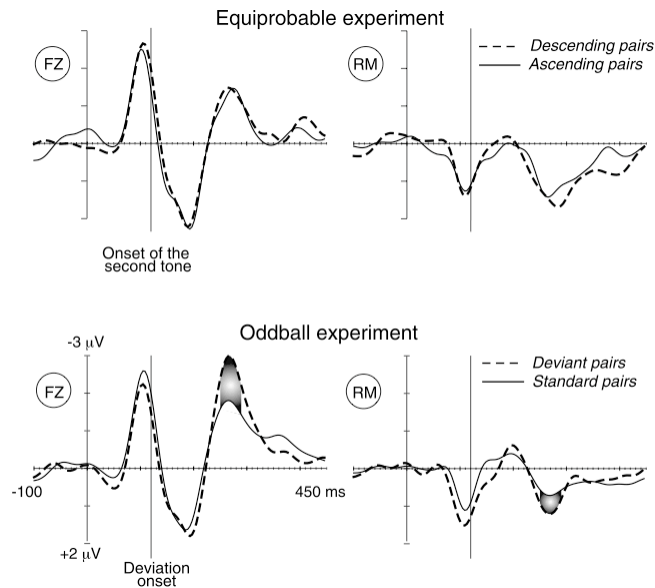 Equiprobable experiment
FZ
RM
Descending pairs
Ascending pairs
Onset of the
second tone
Oddball experiment
-3 μV
FZ
RM
Deviant pairs
Standard pairs
-100
450 ms
+2 μV
Deviation
onset